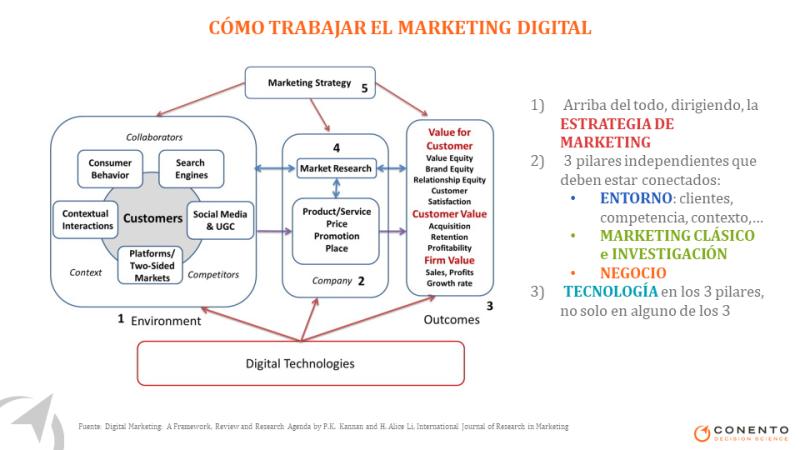 CÓMO TRABAJAR EL MARKETING DIGITAL
Marketing Strategy
5
Collaborators
Consumer
Behavior
Search
Engines
Contextual
Interactions
Customers
Social Media
& UGC
Platforms/
Two-Sided
Markets
Context
Competitors
1 Environment
4
Market Research
Product/Service
Price
Promotion
Place
Company 2
Value for
Customer
Value Equity
Brand Equity
Relationship Equity
Customer
Satisfaction
Customer Value
Acquisition
Retention
Profitability
Firm Value
Sales, Profits
Growth rate
3
Outcomes
Digital Technologies
1) Arriba del todo, dirigiendo, la
ESTRATEGIA DE
MARKETING
2) 3 pilares independientes que
deben estar conectados:
• ENTORNO: clientes,
competencia, contexto,...
• MARKETING CLÁSICO
e INVESTIGACIÓN
• NEGOCIO
3) TECNOLOGÍA en los 3 pilares,
no solo en alguno de los 3
Fuente: Digital Marketing: A Framework, Review and Research Agenda by P.K. Kannan and H. Alice Li, International Journal of Research in Marketing
CONENTO
DECISION SCIENCE